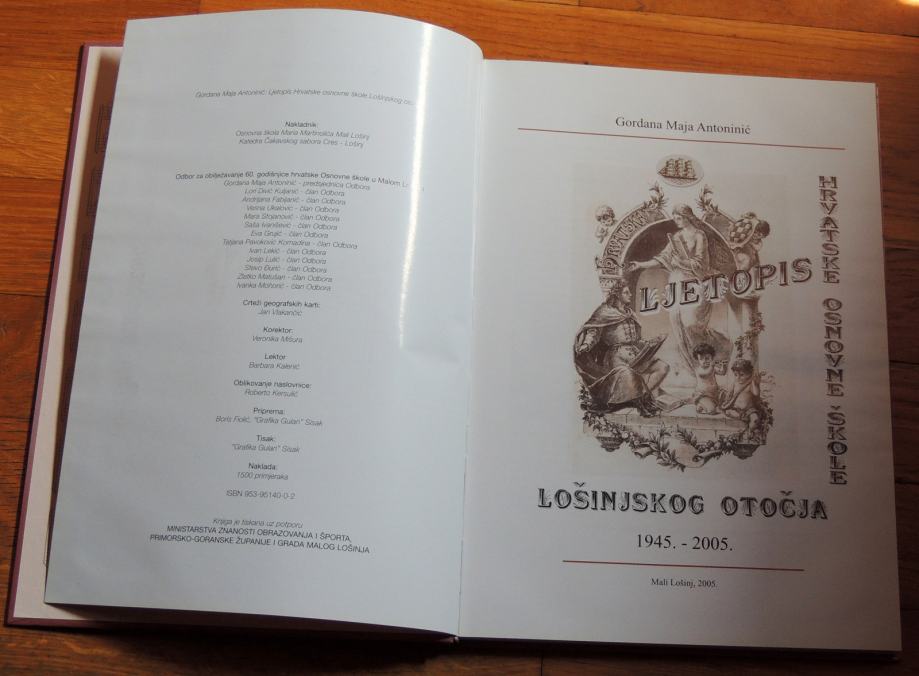 Gordana Maja Antoninić: Ljetopis Hrvatske osnovne škole Lošinjskog
Nakladnik:
Osnovna škola Maria Martinolića Mali Lošinj
Katedra Čakavskog sabora Cres - Lošinj
Odbor za obilježavanje 60. godišnjice hrvatske Osnovne škole u Malom
Gordana Maja Antoninić - predsjednica Odbora
Lori Divić Kuljanić - član Odbora
Andrijana Fabijanić - član Odbora
Vesna Ukalović - član Odbora
Mara Stojanović - član Odbora
Saša Ivanišević - član Odbora
Eva Grujić - član Odbora
Tatjana Pavoković Komadina - član Odbora
Ivan Lekić - član Odbora
Josip Lulić - član Odbora
Stevo Đurić - član Odbora
Zlatko Matušan - član Odbora
Ivanka Mohorić - član Odbora
Crteži geografskih karti:
Jan Vlakančić
Korektor:
Veronika Mišura
Lektor
Barbara Kalenić
Oblikovanje naslovnice:
Roberto Kersulić
Priprema:
Boris Fiolić, "Grafika Gulan" Sisak
Tisak:
"Grafika Gulan" Sisak
Naklada:
1500 primjeraka
ISBN 953-95140-0-2
Knjiga je tiskana uz potporu
MINISTARSTVA ZNANOSTI OBRAZOVANJA I ŠPORTA,
PRIMORSKO-GORANSKE ŽUPANIJE I GRADA MALOG LOŠINJA
Gordana Maja Antoninić
LJETOPIS
HRVATSKE OSNOVNE ŠKOLE
LOŠINJSKOG OTOČJA
1945. - 2005.
Mali Lošinj, 2005.